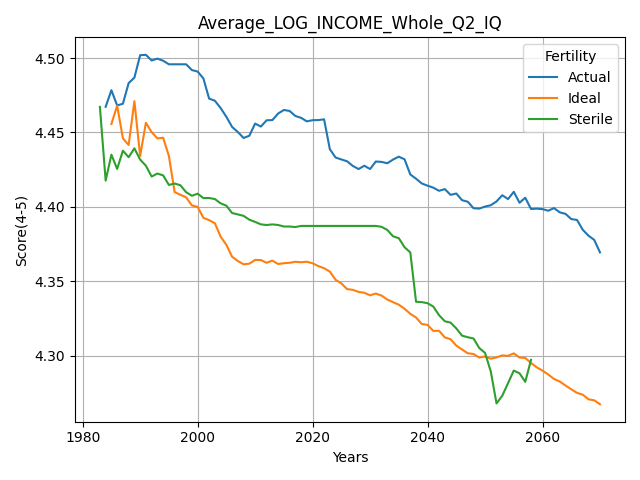 Average_LOG_INCOME_Whole_Q2_IQ
Score(4-5)
4.50
4.45
4.40
4.35
4.30
Fertility
Actual
Ideal
Sterile
1980 2000 2020 2040 2060
Years